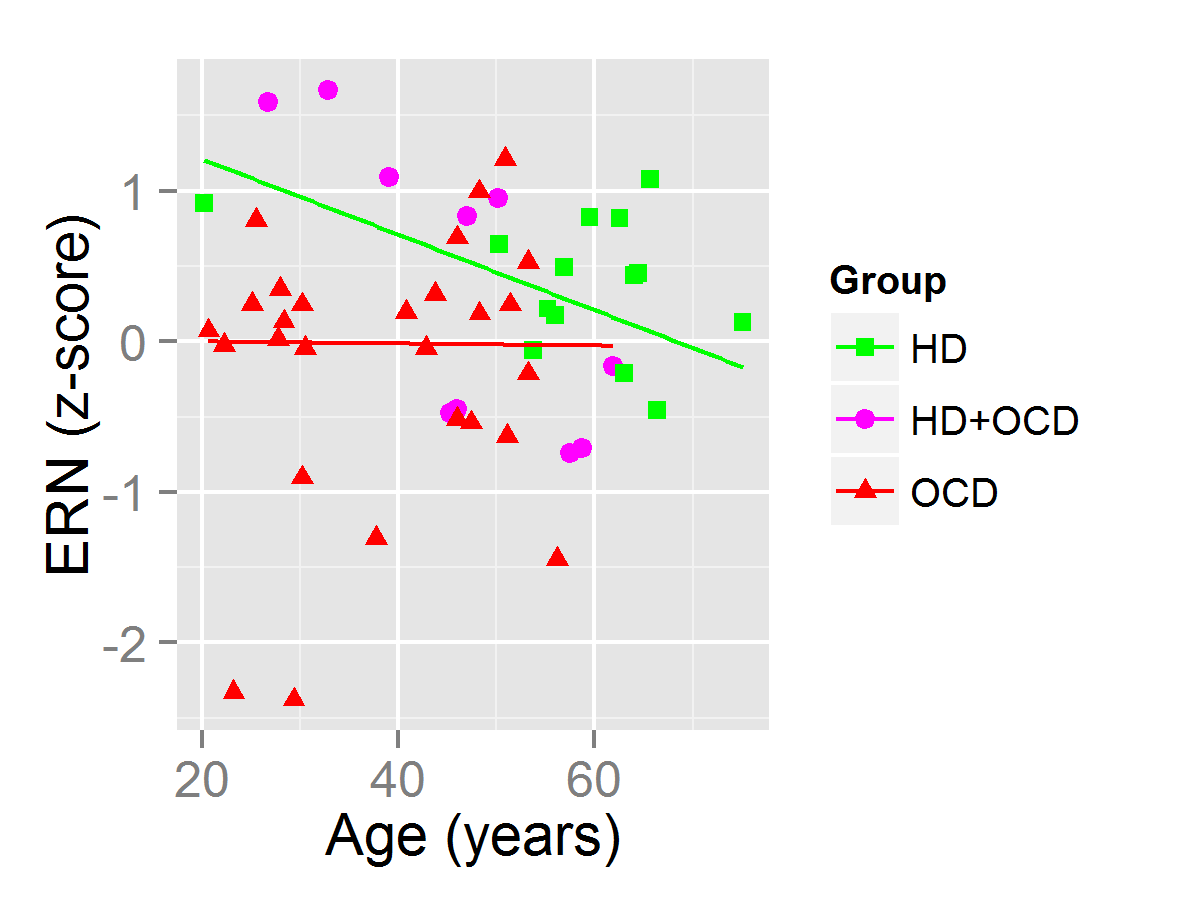 ERN (z-score)
1
0
-1
-2
20 40 60
Age (years)
Group
HD
HD+OCD
OCD